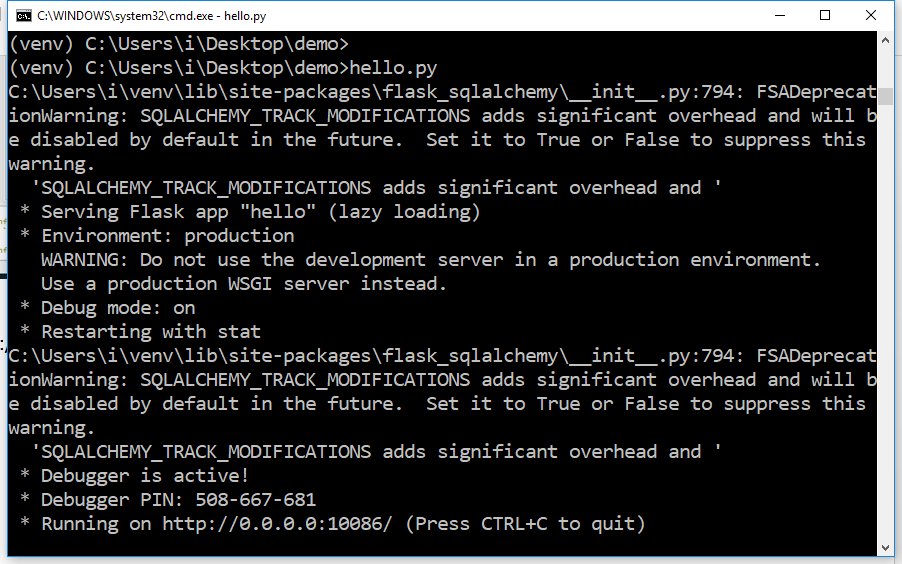 C:\WINDOWS\system32\cmd.exe - hello.py
(venv) C:\Users\i\Desktop\demo>
(venv) C:\Users\i\Desktop\demo>hello.py
C:\Users\i\venv\lib\site-packages\flask_sqlalchemy\__init__.py:794: FSADeprecat
ionWarning: SQLALCHEMY_TRACK_MODIFICATIONS adds significant overhead and will b
e disabled by default in the future.  Set it to True or False to suppress this
warning.
  'SQLALCHEMY_TRACK_MODIFICATIONS adds significant overhead and '
 * Serving Flask app "hello" (lazy loading)
 * Environment: production
   WARNING: Do not use the development server in a production environment.
   Use a production WSGI server instead.
 * Debug mode: on
 * Restarting with stat
C:\Users\i\venv\lib\site-packages\flask_sqlalchemy\__init__.py:794: FSADeprecat
ionWarning: SQLALCHEMY_TRACK_MODIFICATIONS adds significant overhead and will b
e disabled by default in the future.  Set it to True or False to suppress this
warning.
  'SQLALCHEMY_TRACK_MODIFICATIONS adds significant overhead and '
 * Debugger is active!
 * Debugger PIN: 508-667-681
 * Running on http://0.0.0.0:10086/ (Press CTRL+C to quit)